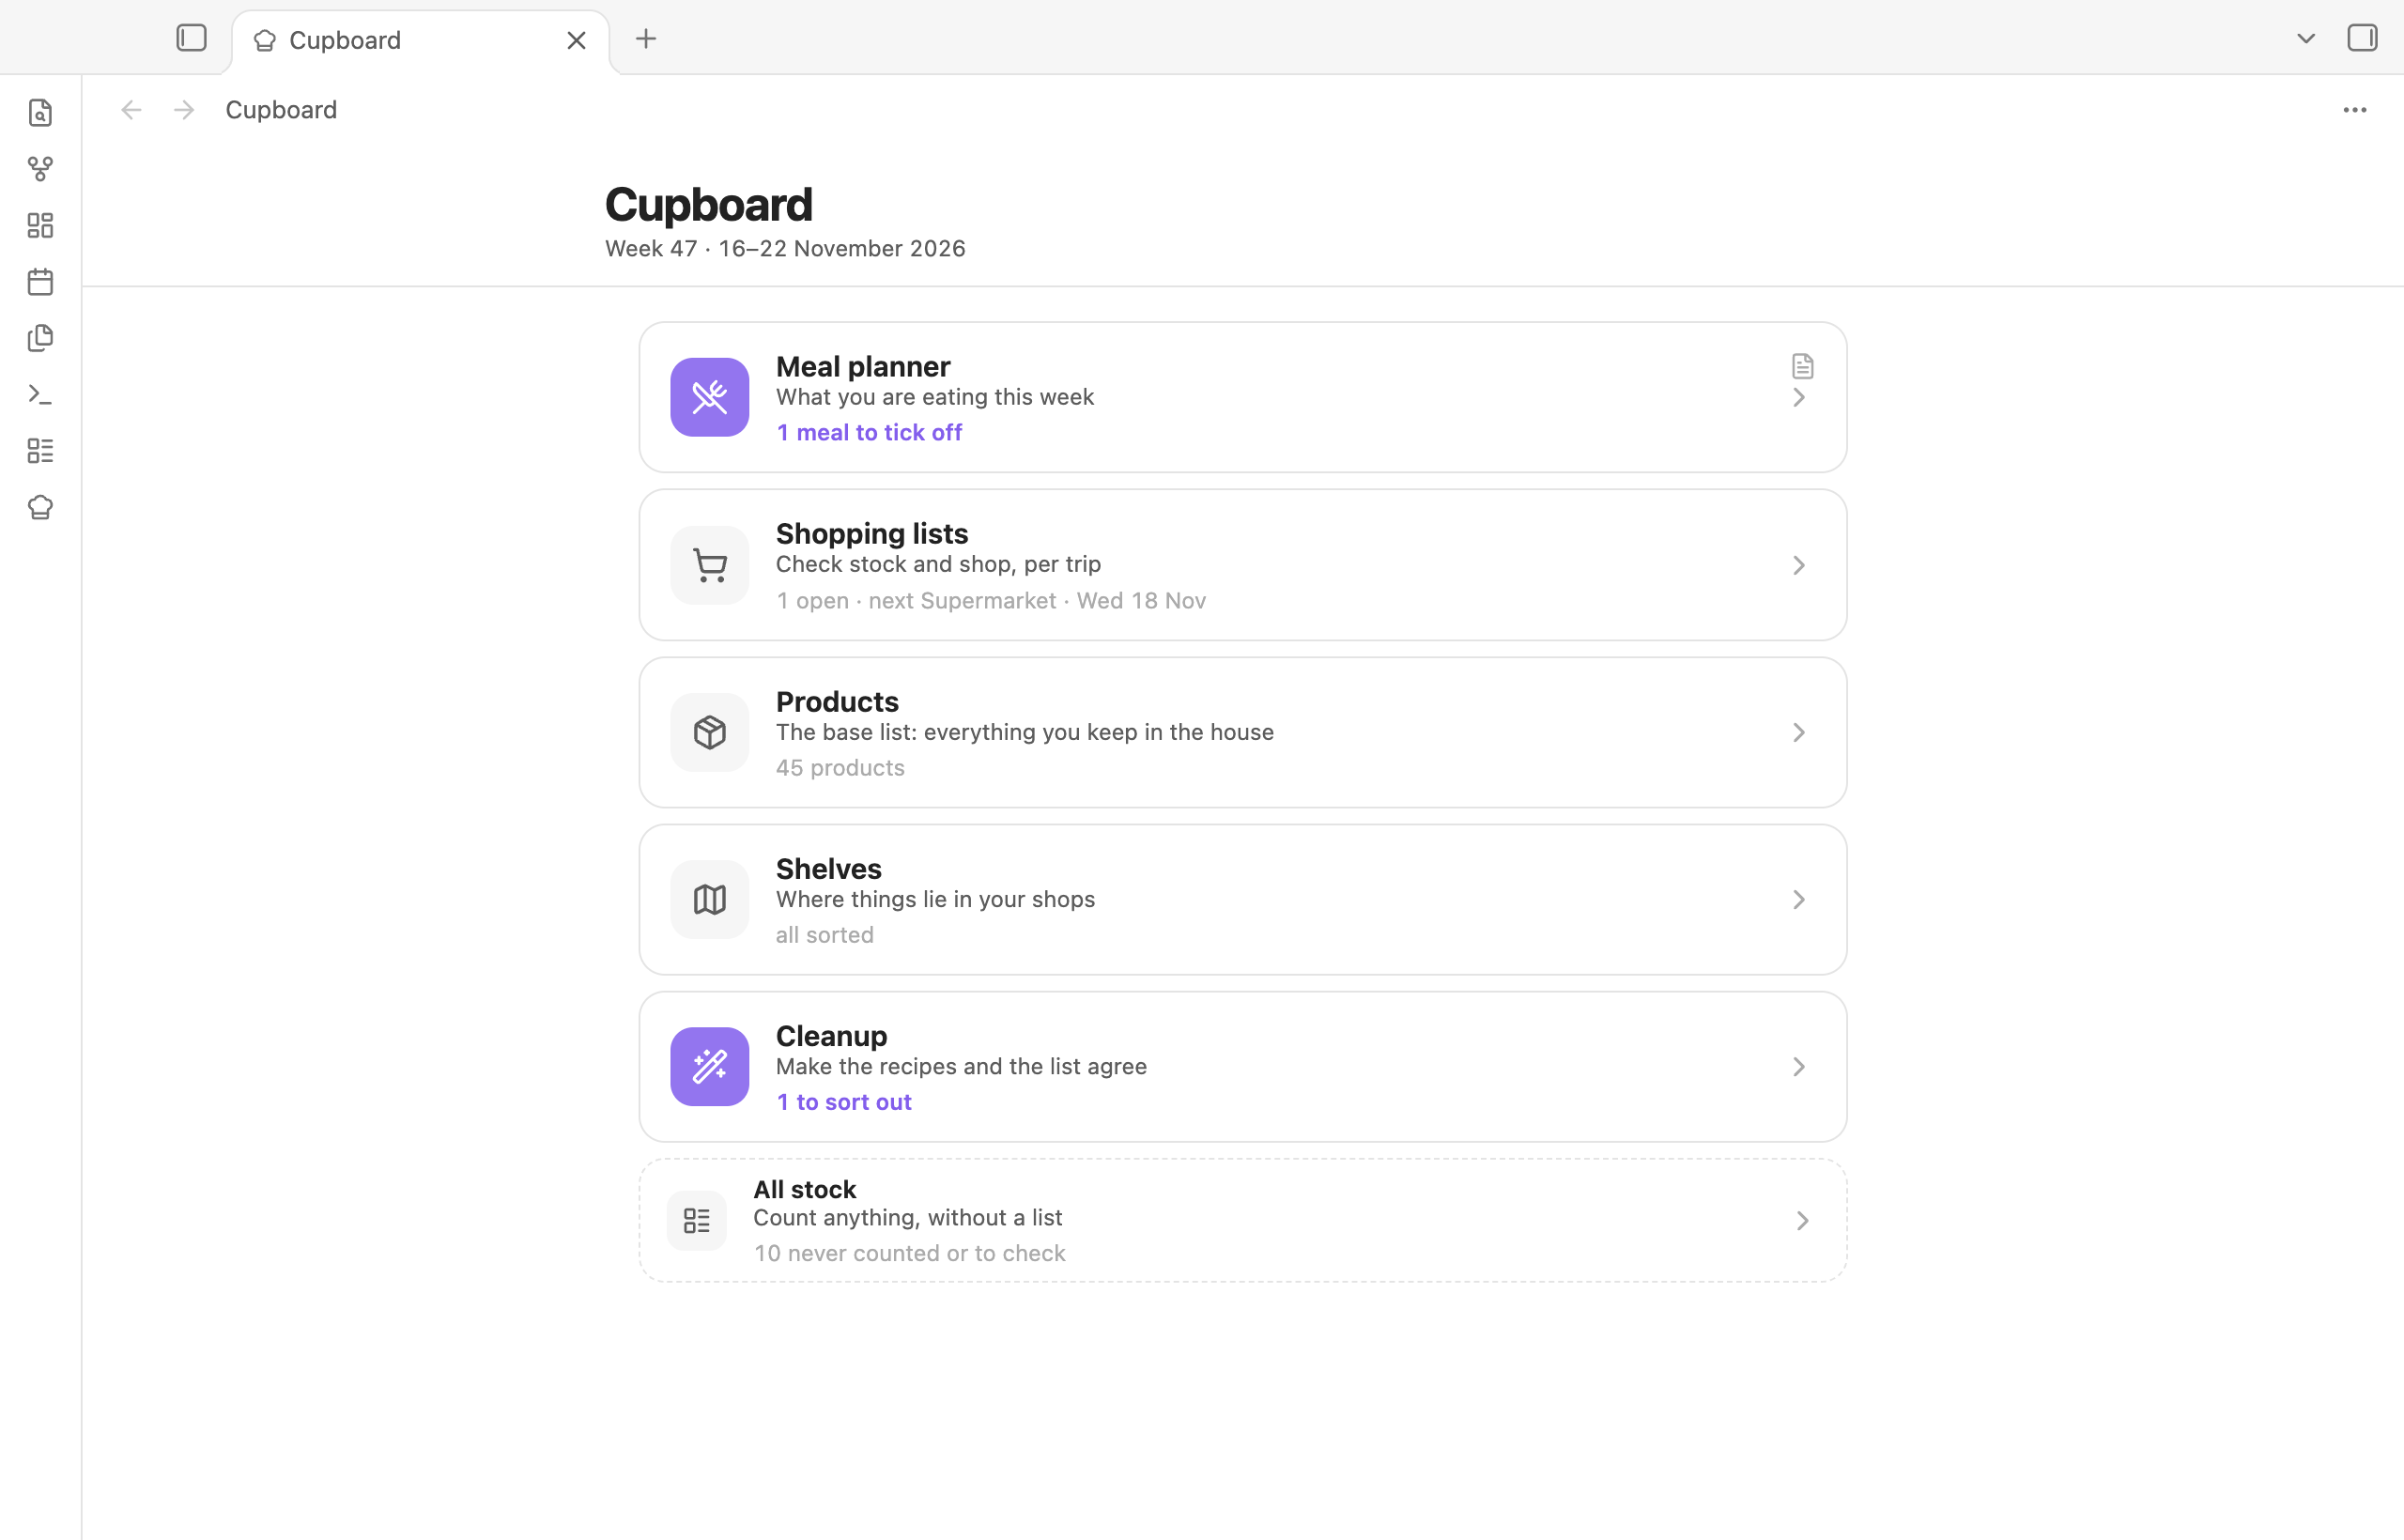 Cupboard
Cupboard
Cupboard
Week 47 · 16–22 November 2026
Meal planner
What you are eating this week
1 meal to tick off
Shopping lists
Check stock and shop, per trip
1 open · next Supermarket · Wed 18 Nov
Products
The base list: everything you keep in the house
45 products
Shelves
Where things lie in your shops
all sorted
Cleanup
Make the recipes and the list agree
1 to sort out
All stock
Count anything, without a list
10 never counted or to check